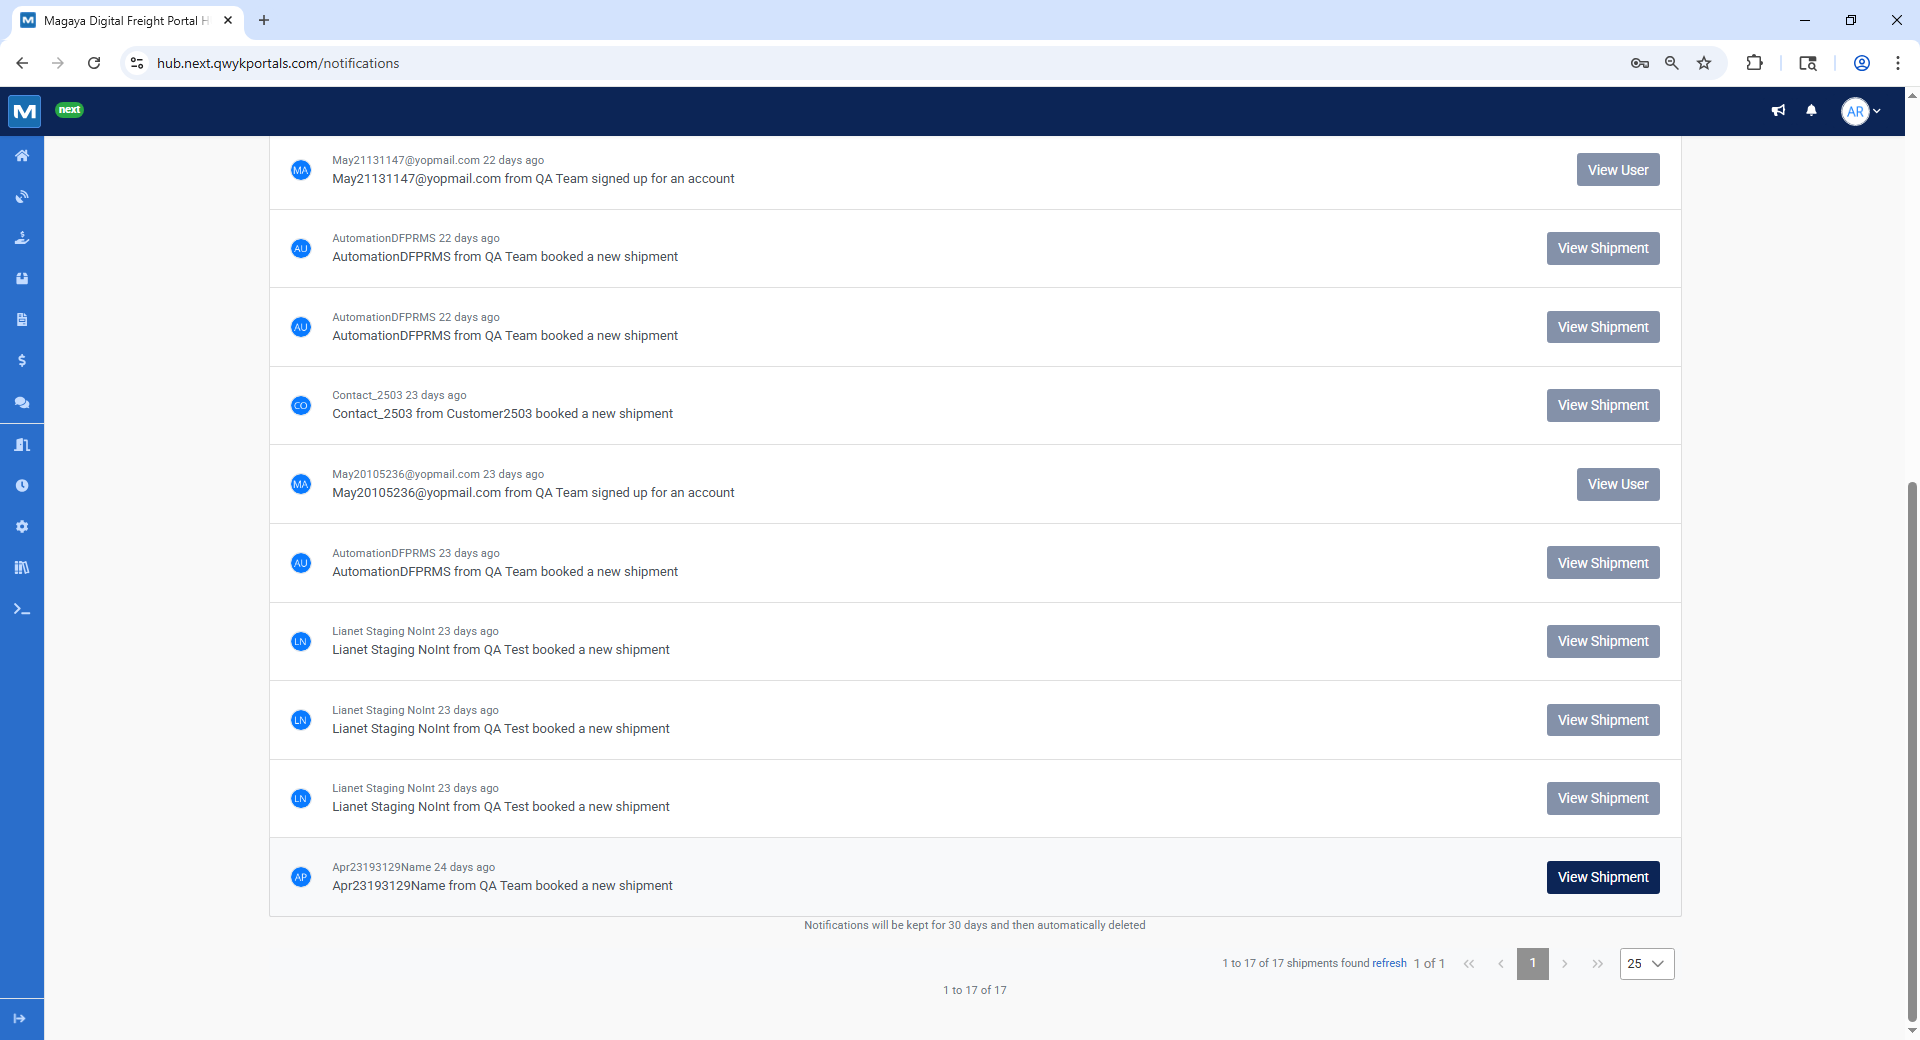 Magaya Digital Freight Portal H
hub.next.qwykportals.com/notifications
M
next
AR
MA
May21131147@yopmail.com 22 days ago
May21131147@yopmail.com from QA Team signed up for an account
View User
AU
AutomationDFPRMS 22 days ago
AutomationDFPRMS from QA Team booked a new shipment
View Shipment
AU
AutomationDFPRMS 22 days ago
AutomationDFPRMS from QA Team booked a new shipment
View Shipment
CO
Contact_2503 23 days ago
Contact_2503 from Customer2503 booked a new shipment
View Shipment
MA
May20105236@yopmail.com 23 days ago
May20105236@yopmail.com from QA Team signed up for an account
View User
AU
AutomationDFPRMS 23 days ago
AutomationDFPRMS from QA Team booked a new shipment
View Shipment
LN
Lianet Staging NoInt 23 days ago
Lianet Staging NoInt from QA Test booked a new shipment
View Shipment
LN
Lianet Staging NoInt 23 days ago
Lianet Staging NoInt from QA Test booked a new shipment
View Shipment
LN
Lianet Staging NoInt 23 days ago
Lianet Staging NoInt from QA Test booked a new shipment
View Shipment
AP
Apr23193129Name 24 days ago
Apr23193129Name from QA Team booked a new shipment
View Shipment
Notifications will be kept for 30 days and then automatically deleted
1 to 17 of 17 shipments found refresh 1 of 1 1 25
1 to 17 of 17